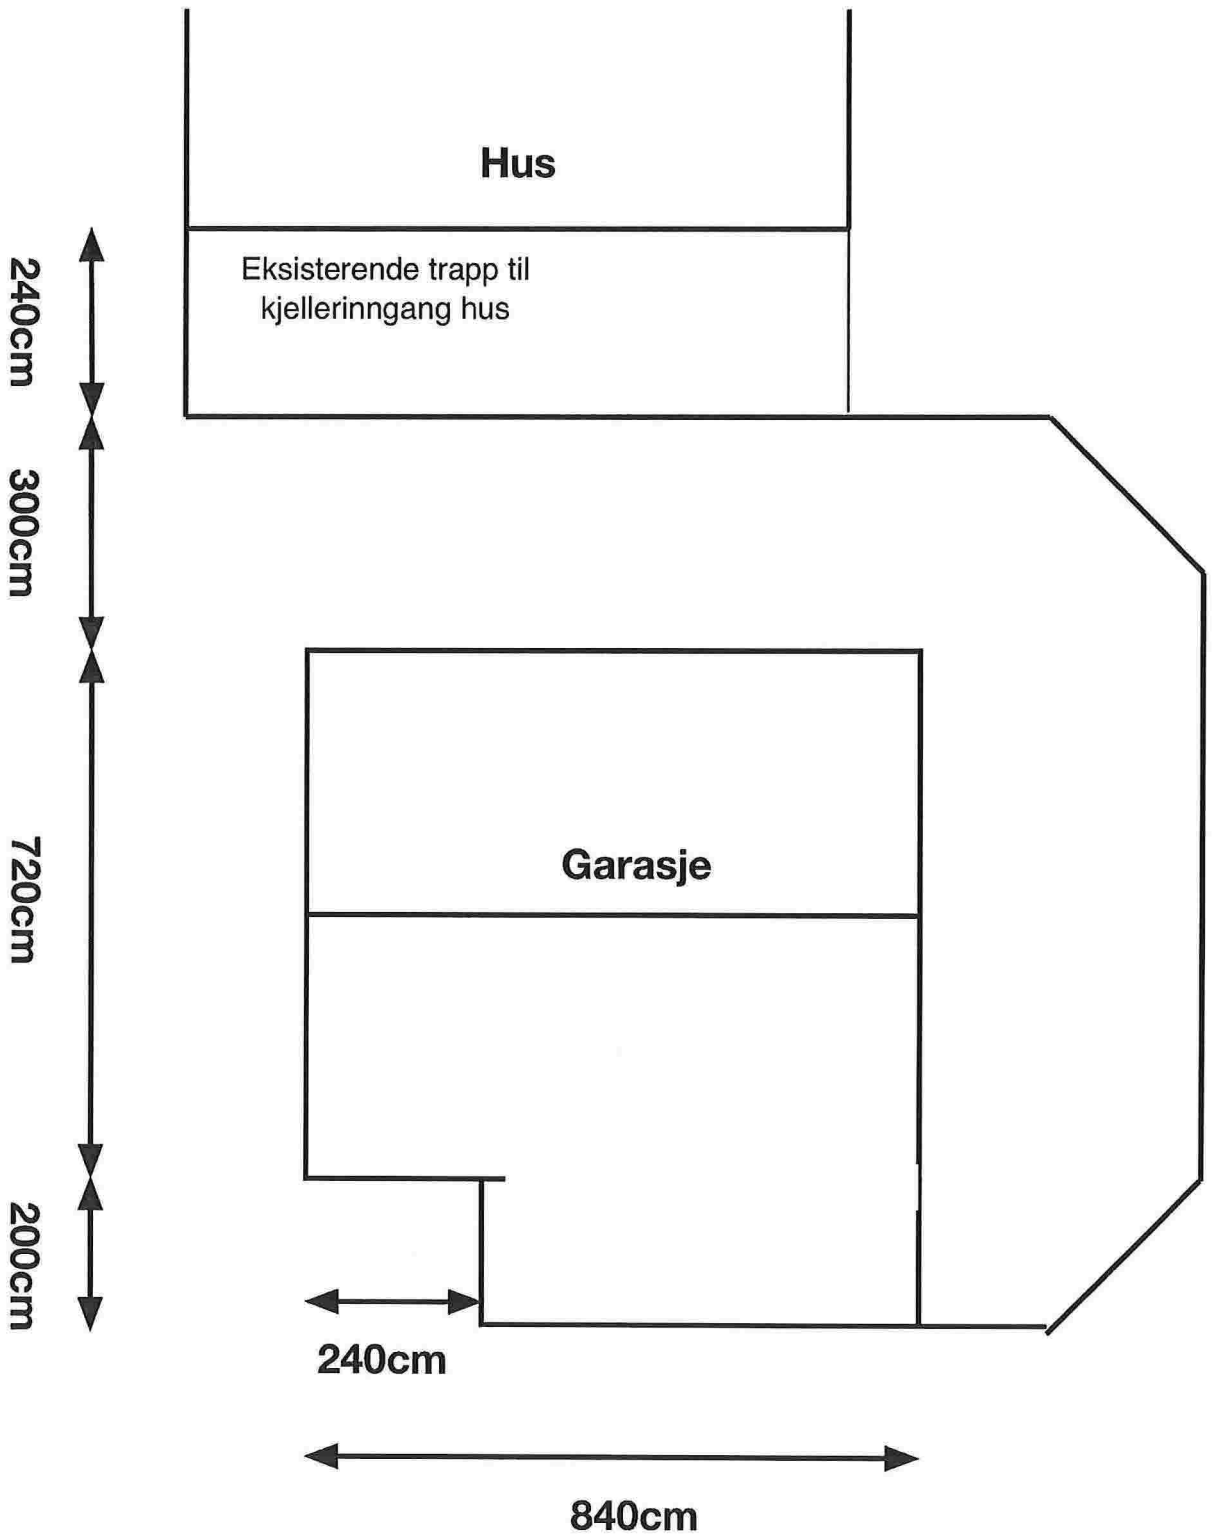 Hus
Eksisterende trapp til
kjellerinngang hus
240cm
300cm
Garasje
720cm
200cm
240cm
840cm